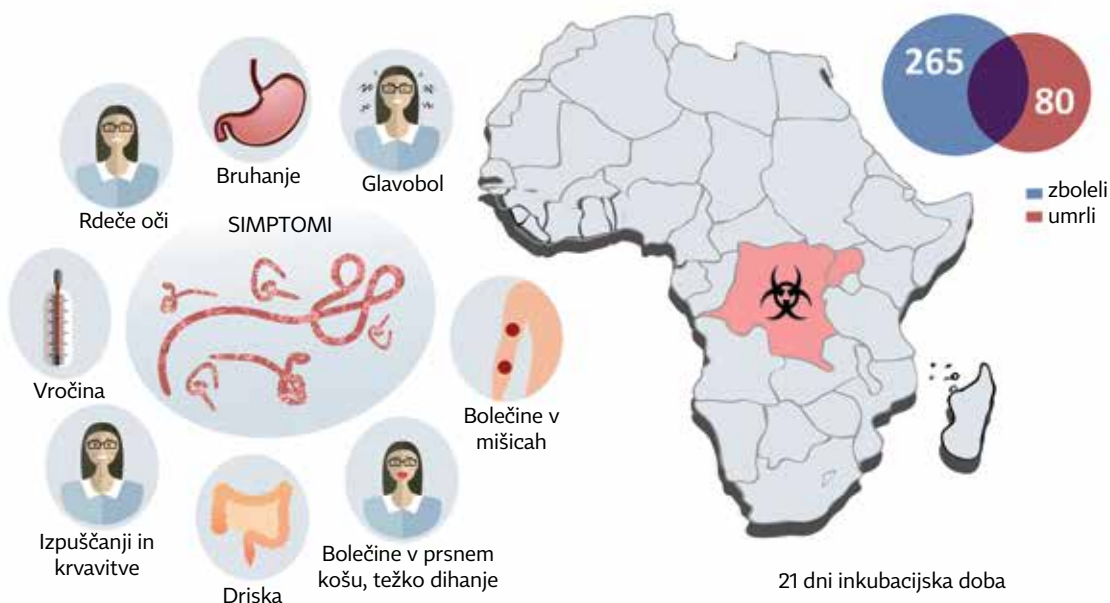 Bruhanje
Glavobol
Rdeče oči
SIMPTOMI
Vročina
Bolečine v
mišicah
Izpuščanji in
krvavitve
Driska
Bolečine v prsnem
košu, težko dihanje
265
80
zboleli
umrli
21 dni inkubacijska doba